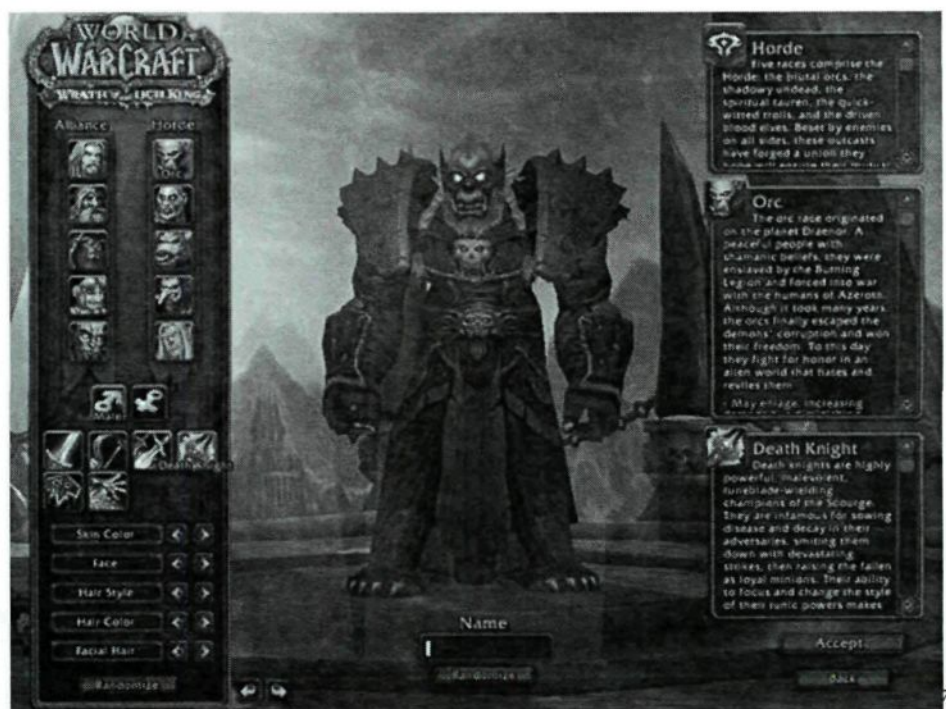 WORLD
WARCRAFT
WRATH of the LICH KING
Alliance
Horde
Orc
Male
Death Knight
Skin Color
Face
Hair Style
Hair Color
Facial Hair
Randomize
Name
Randomize
Horde
Five races comprise the
Horde: the brutal orcs, the
shadowy undead, the
spiritual tauren, the quick-
witted trolls, and the driven
blood elves. Beset by enemies
on all sides, these outcasts
have forged a union they
Orc
The orc race originated
on the planet Draenor. A
peaceful people with
shamanic beliefs, they were
enslaved by the Burning
Legion and forced into war
with the humans of Azeroth.
Although it took many years,
the orcs finally escaped the
demons' corruption and won
their freedom. To this day
they fight for honor in an
alien world that hates and
reviles them.
- May enrage, increasing
Death Knight
Death knights are highly
powerful, malevolent,
runeblade-wielding
champions of the Scourge.
They are infamous for sowing
disease and decay in their
adversaries, smiting them
down with devastating
strokes, then raising the fallen
as loyal minions. Their ability
to focus and change the style
of their runic powers makes
Accept
Back